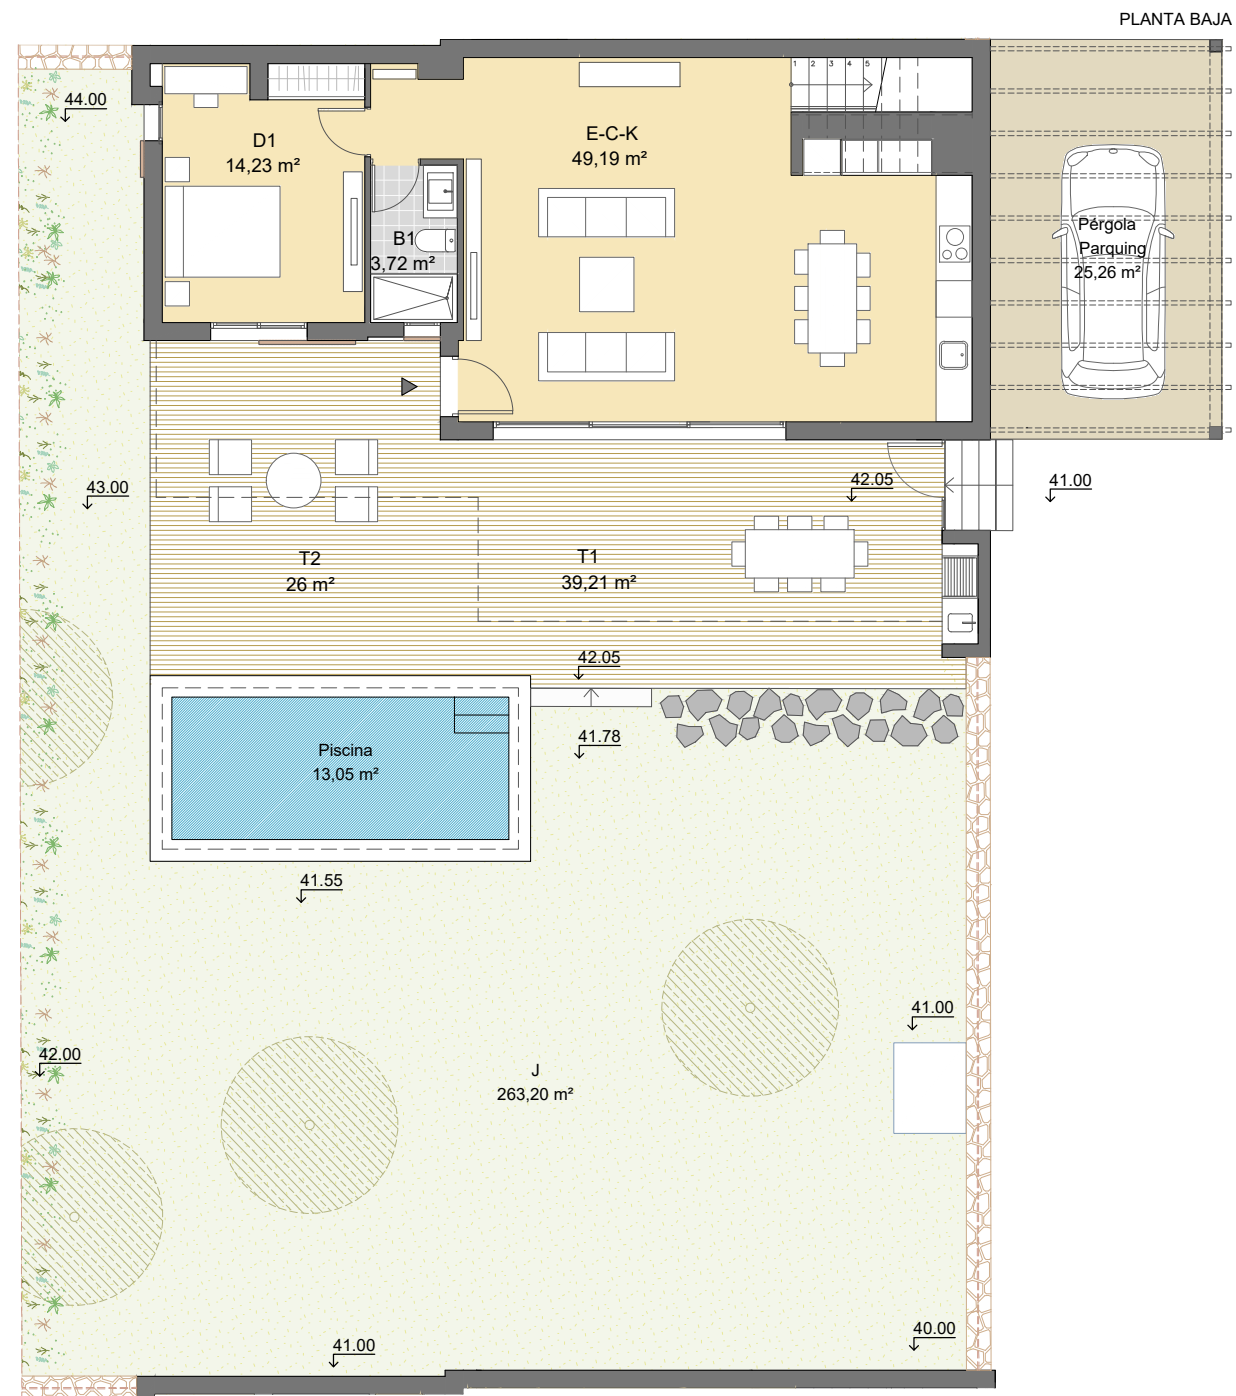 PLANTA BAJA
44.00
D1
14,23 m²
E-C-K
49,19 m²
1 2 3 4 5
B1
3,72 m²
Pérgola
Parquing
25,26 m²
43.00
42.05
41.00
T2
26 m²
T1
39,21 m²
42.05
41.78
Piscina
13,05 m²
41.55
41.00
42.00
J
263,20 m²
41.00
40.00